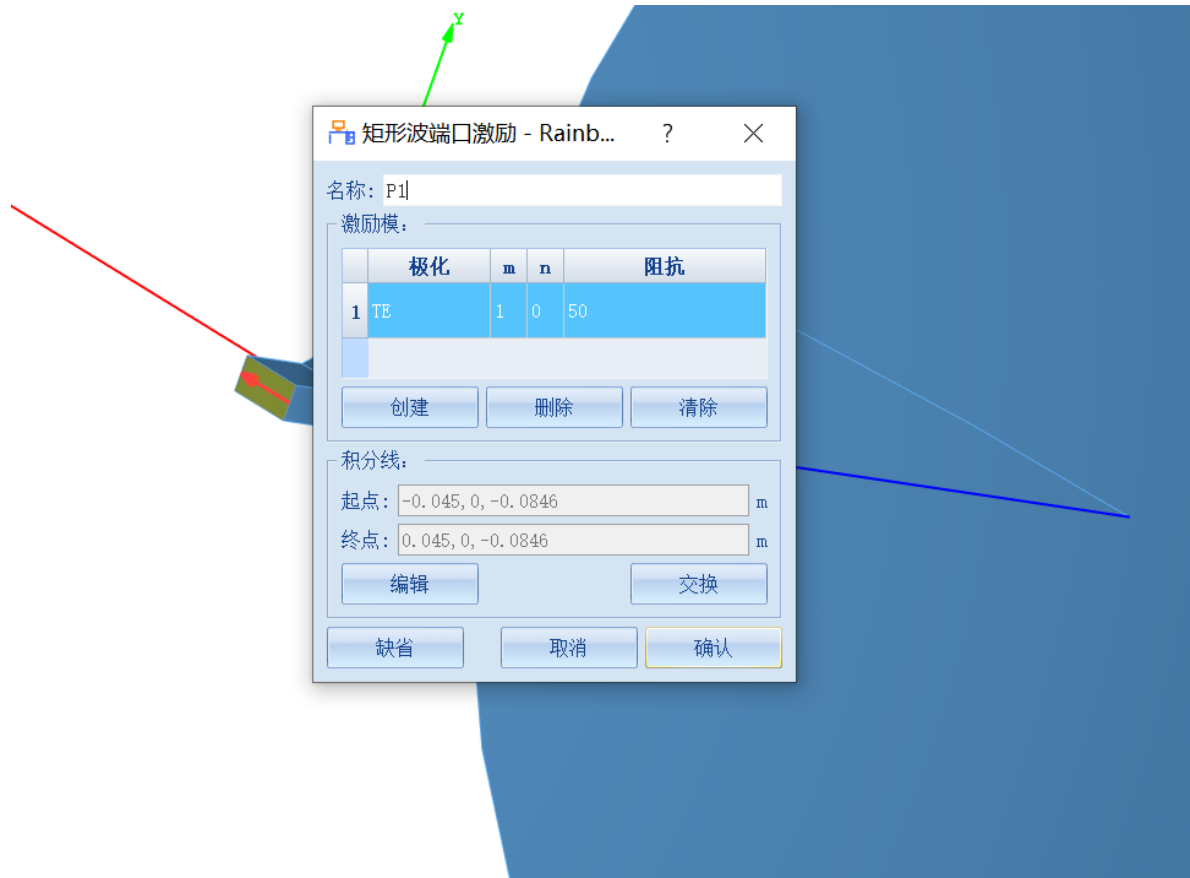 Y
矩形波端口激励 - Rainb...
?
名称: P1
激励模:
极化 m n 阻抗
1 TE 1 0 50
创建 删除 清除
积分线:
起点: -0.045,0,-0.0846 m
终点: 0.045,0,-0.0846 m
编辑 交换
缺省 取消 确认